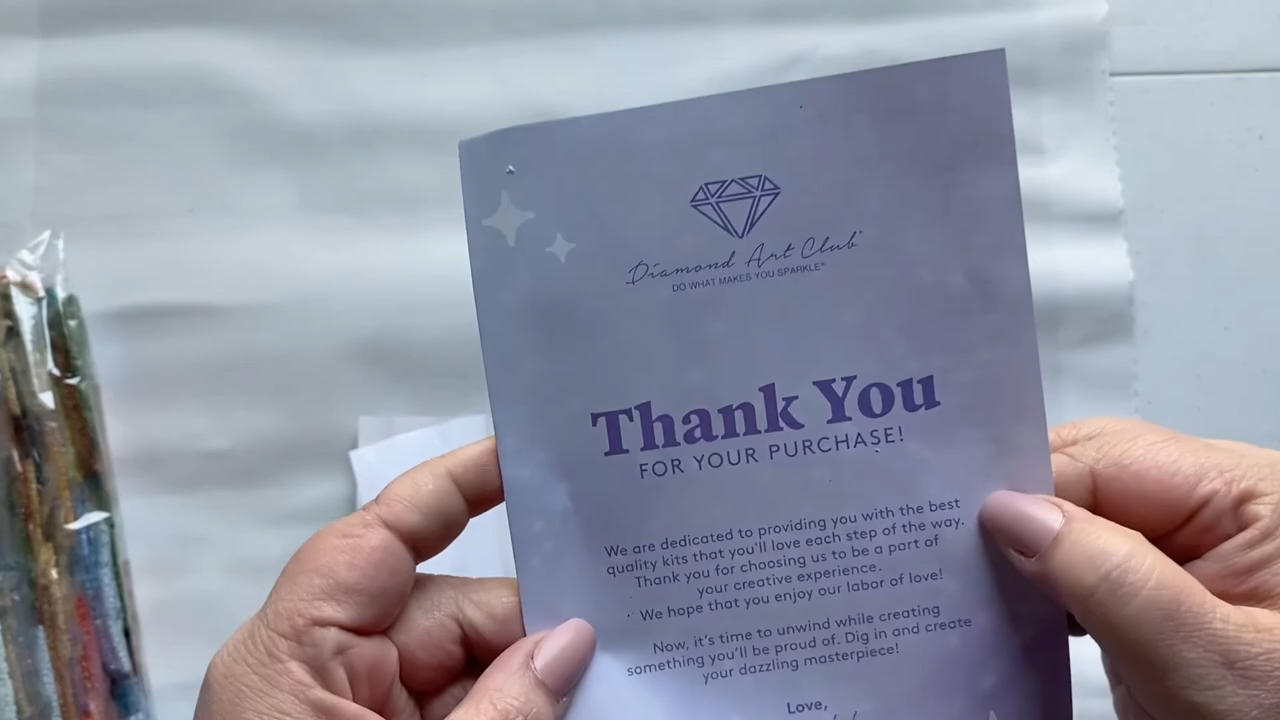 Diamond Art Club®
DO WHAT MAKES YOU SPARKLE®
Thank You
FOR YOUR PURCHASE!
We are dedicated to providing you with the best
quality kits that you'll love each step of the way.
Thank you for choosing us to be a part of
your creative experience.
We hope that you enjoy our labor of love!
Now, it's time to unwind while creating
something you'll be proud of. Dig in and create
your dazzling masterpiece!
Love,